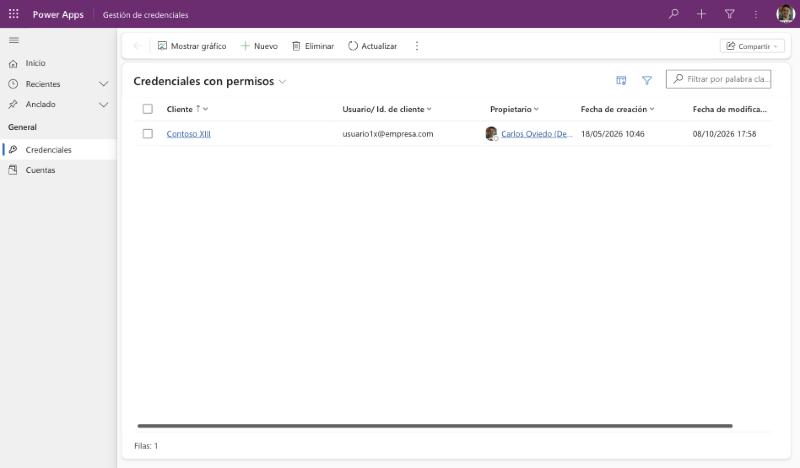 Power Apps Gestión de credenciales
Mostrar gráfico Nuevo Eliminar Actualizar Compartir
Inicio
Recientes
Anclado
General
Credenciales
Cuentas
Credenciales con permisos
Filtrar por palabra cla...
Cliente Usuario/ Id. de cliente Propietario Fecha de creación Fecha de modifica...
Contoso XIII usuario1x@empresa.com Carlos Oviedo (De... 18/05/2026 10:46 08/10/2026 17:58
Filas: 1